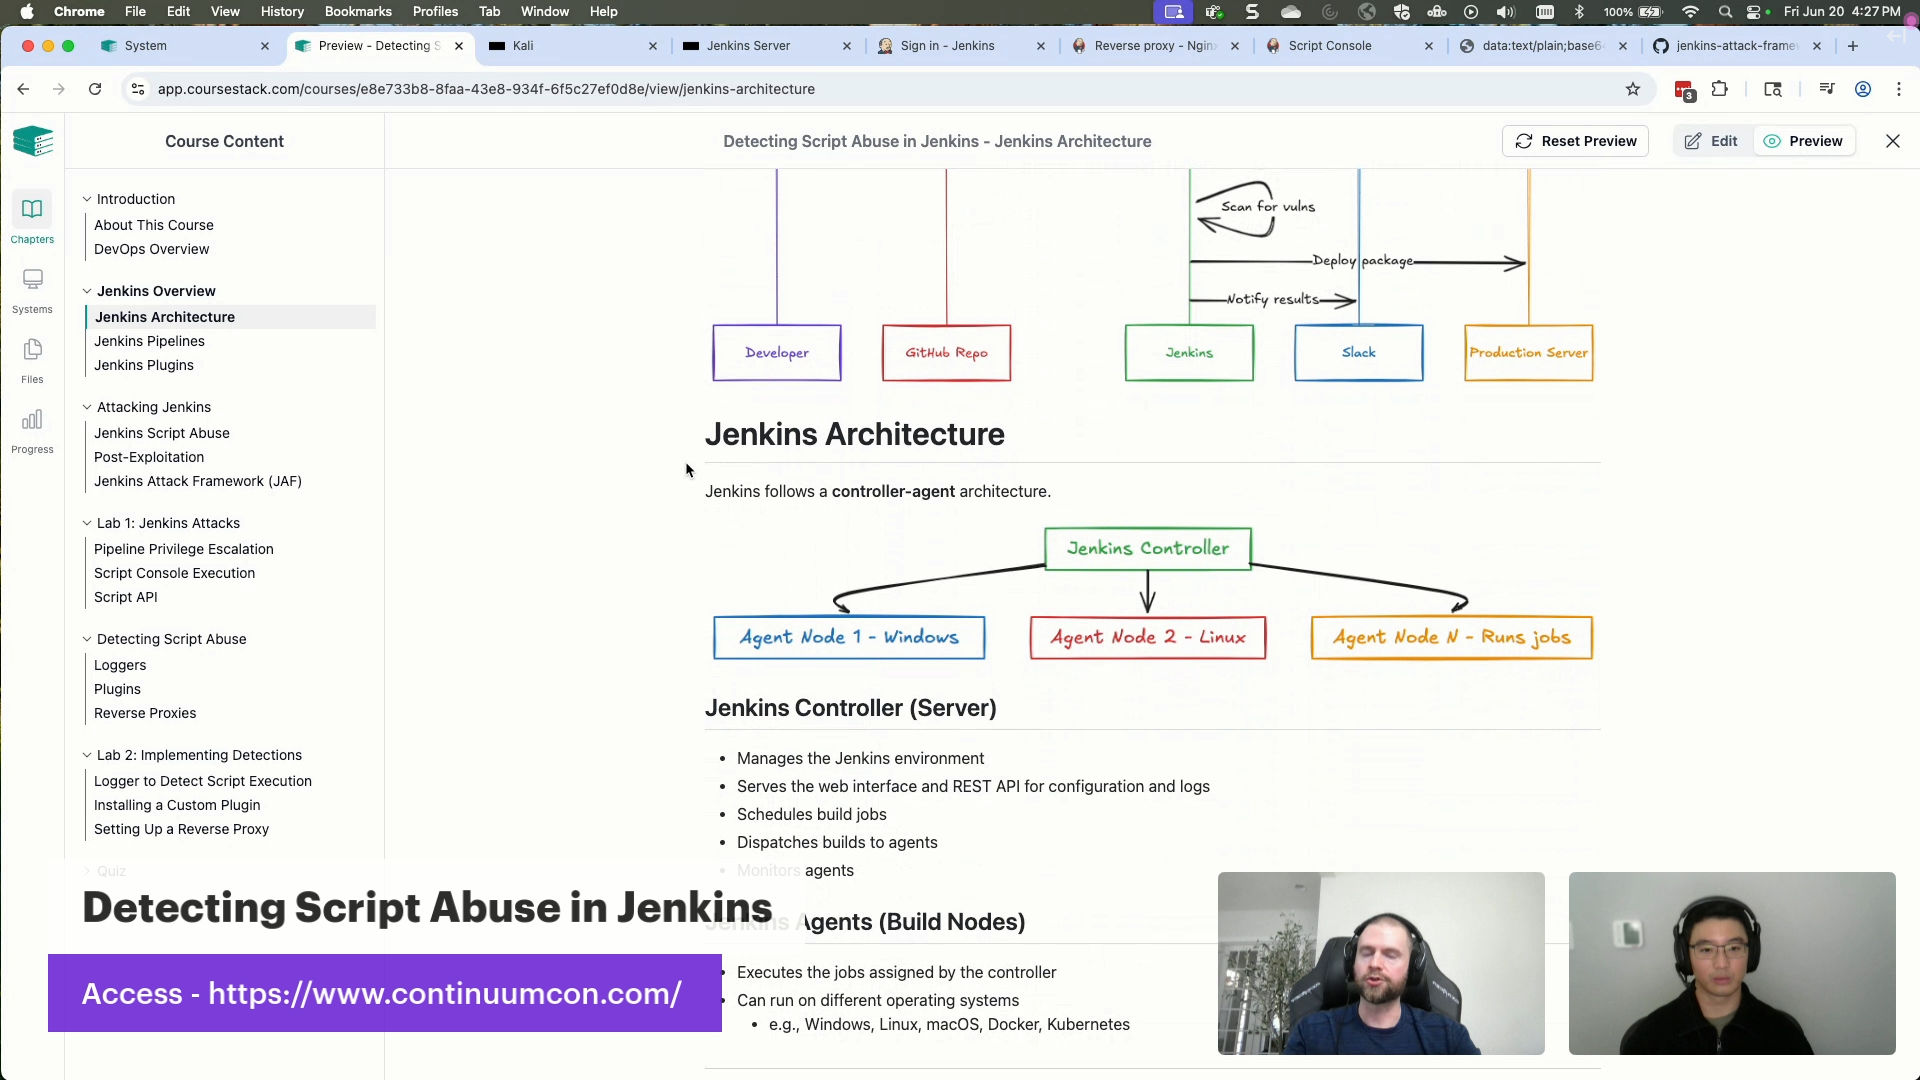 Chrome File Edit View History Bookmarks Profiles Tab Window Help 100% Fri Jun 20 4:27 PM
System Preview - Detecting S Kali Jenkins Server Sign in - Jenkins Reverse proxy - Nginx Script Console data:text/plain;base6 jenkins-attack-frame
app.coursestack.com/courses/e8e733b8-8faa-43e8-934f-6f5c27ef0d8e/view/jenkins-architecture
3
Course Content
Detecting Script Abuse in Jenkins - Jenkins Architecture
Reset Preview
Edit
Preview
Chapters
Systems
Files
Progress
Introduction
About This Course
DevOps Overview
Jenkins Overview
Jenkins Architecture
Jenkins Pipelines
Jenkins Plugins
Attacking Jenkins
Jenkins Script Abuse
Post-Exploitation
Jenkins Attack Framework (JAF)
Lab 1: Jenkins Attacks
Pipeline Privilege Escalation
Script Console Execution
Script API
Detecting Script Abuse
Loggers
Plugins
Reverse Proxies
Lab 2: Implementing Detections
Logger to Detect Script Execution
Installing a Custom Plugin
Setting Up a Reverse Proxy
Quiz
Scan for vulns
Deploy package
Notify results
Developer
GitHub Repo
Jenkins
Slack
Production Server
Jenkins Architecture
Jenkins follows a controller-agent architecture.
Jenkins Controller
Agent Node 1 - Windows
Agent Node 2 - Linux
Agent Node N - Runs jobs
Jenkins Controller (Server)
• Manages the Jenkins environment
• Serves the web interface and REST API for configuration and logs
• Schedules build jobs
• Dispatches builds to agents
• Monitors agents
Jenkins Agents (Build Nodes)
• Executes the jobs assigned by the controller
• Can run on different operating systems
• e.g., Windows, Linux, macOS, Docker, Kubernetes
Detecting Script Abuse in Jenkins
Access - https://www.continuumcon.com/